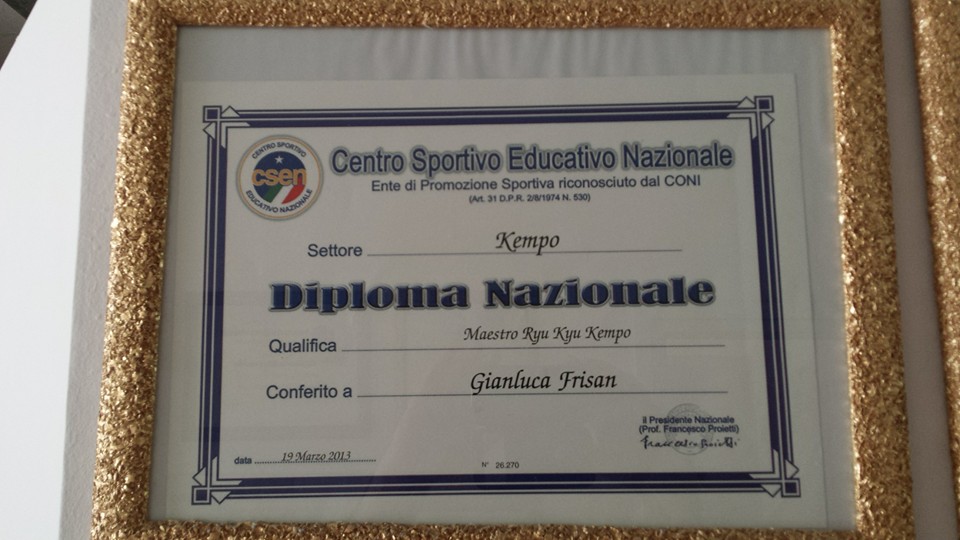 CENTRO SPORTIVO
csen
EDUCATIVO NAZIONALE
Centro Sportivo Educativo Nazionale
Ente di Promozione Sportiva riconosciuto dal CONI
(Art. 31 D.P.R. 2/8/1974 N. 530)
Settore Kempo
Diploma Nazionale
Qualifica Maestro Ryu Kyu Kempo
Conferito a Gianluca Frisan
Il Presidente Nazionale
(Prof. Francesco Proietti)
Francesco Proietti
data 19 Marzo 2013
N° 26.270